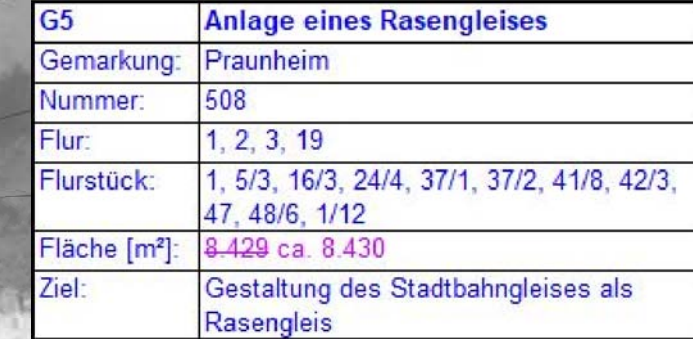 G5 Anlage eines Rasengleises
Gemarkung: Praunheim
Nummer: 508
Flur: 1, 2, 3, 19
Flurstück: 1, 5/3, 16/3, 24/4, 37/1, 37/2, 41/8, 42/3,
47, 48/6, 1/12
Fläche [m²]: 8.429 ca. 8.430
Ziel: Gestaltung des Stadtbahngleises als
Rasengleis